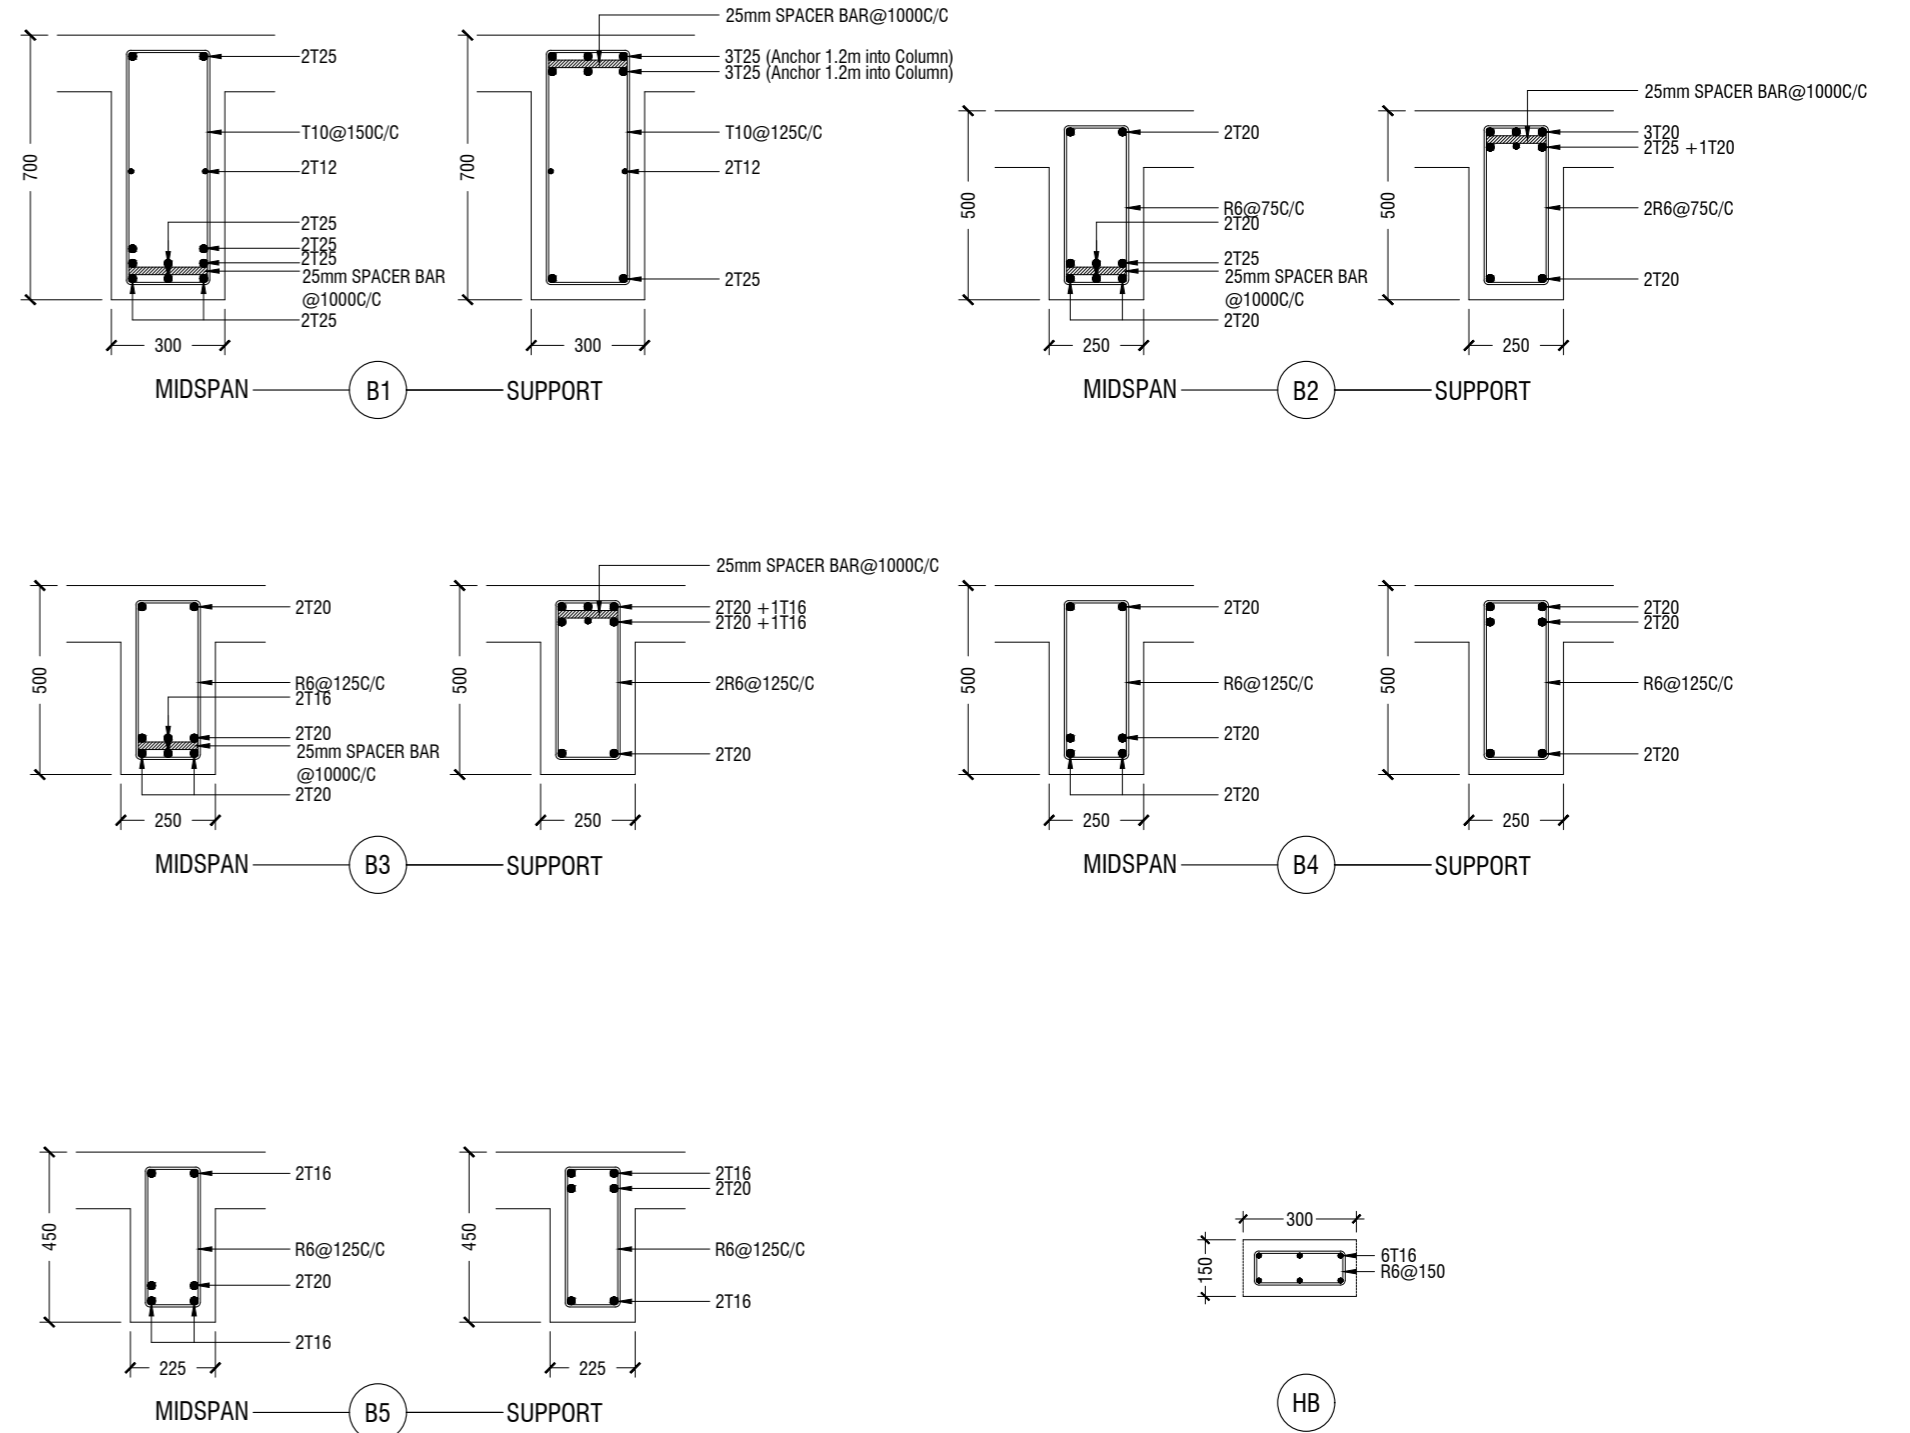 25mm SPACER BAR@1000C/C
700
2T25
T10@150C/C
2T12
2T25
2T25
2T25
25mm SPACER BAR
@1000C/C
2T25
300
700
3T25 (Anchor 1.2m into Column)
3T25 (Anchor 1.2m into Column)
T10@125C/C
2T12
2T25
300
MIDSPAN B1 SUPPORT
500
2T20
R6@75C/C
2T20
2T25
25mm SPACER BAR
@1000C/C
2T20
250
25mm SPACER BAR@1000C/C
500
3T20
2T25 +1T20
2R6@75C/C
2T20
250
MIDSPAN B2 SUPPORT
500
2T20
R6@125C/C
2T16
2T20
25mm SPACER BAR
@1000C/C
2T20
250
25mm SPACER BAR@1000C/C
500
2T20 +1T16
2T20 +1T16
2R6@125C/C
2T20
250
MIDSPAN B3 SUPPORT
500
2T20
R6@125C/C
2T20
2T20
250
500
2T20
2T20
R6@125C/C
2T20
250
MIDSPAN B4 SUPPORT
450
2T16
R6@125C/C
2T20
2T16
225
450
2T16
2T20
R6@125C/C
2T16
225
MIDSPAN B5 SUPPORT
300
150
6T16
R6@150
HB